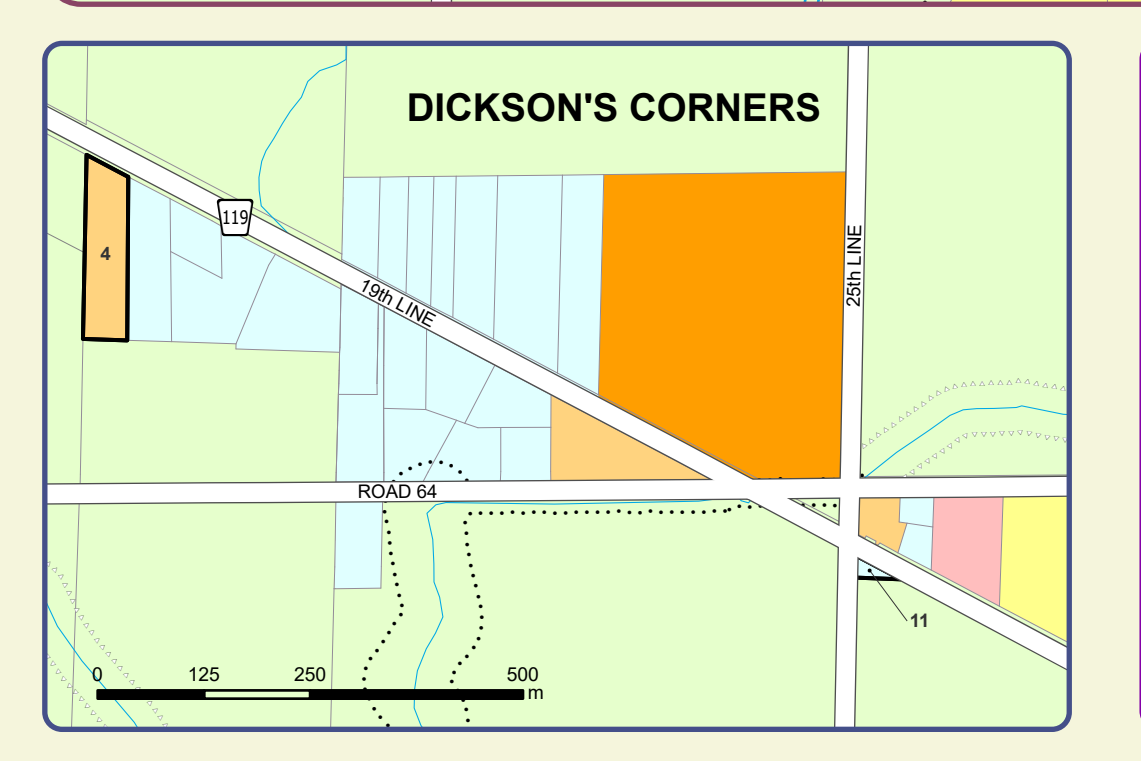 DICKSON'S CORNERS
119
4
25th LINE
19th LINE
ROAD 64
11
0 125 250 500
m